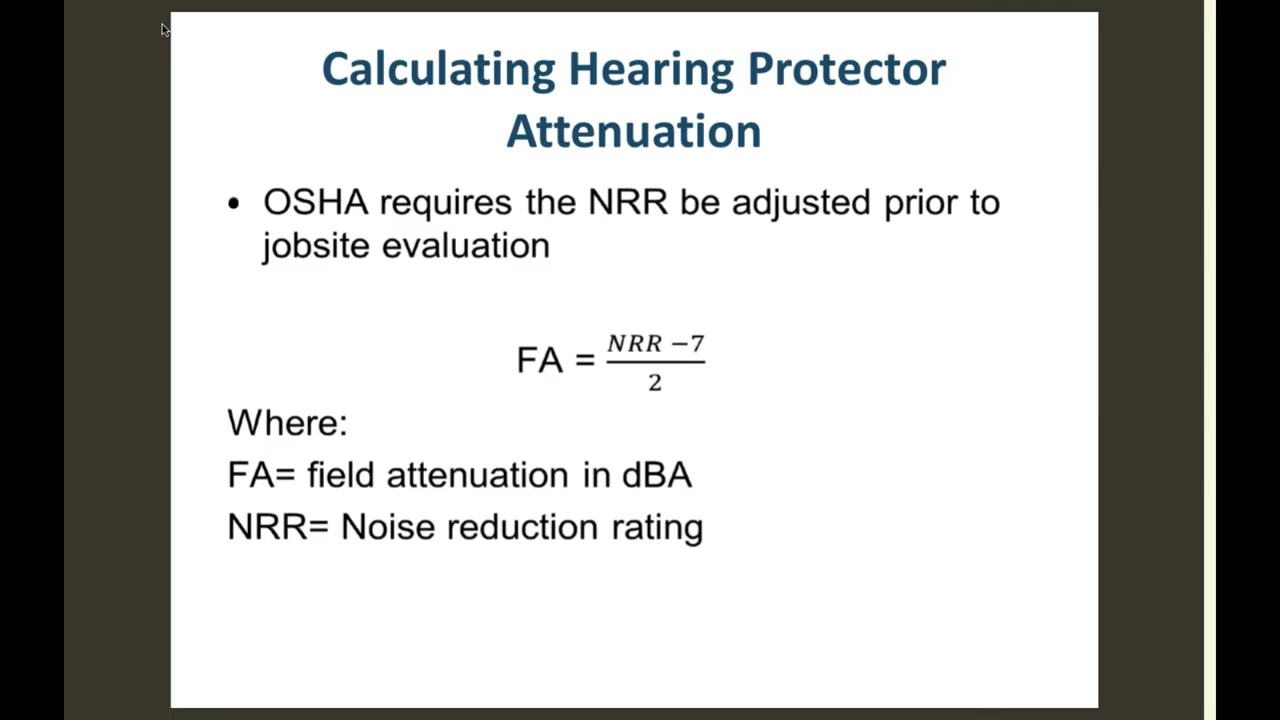 Calculating Hearing Protector
Attenuation
• OSHA requires the NRR be adjusted prior to
jobsite evaluation
FA = \frac{NRR −7}{2}
Where:
FA= field attenuation in dBA
NRR= Noise reduction rating